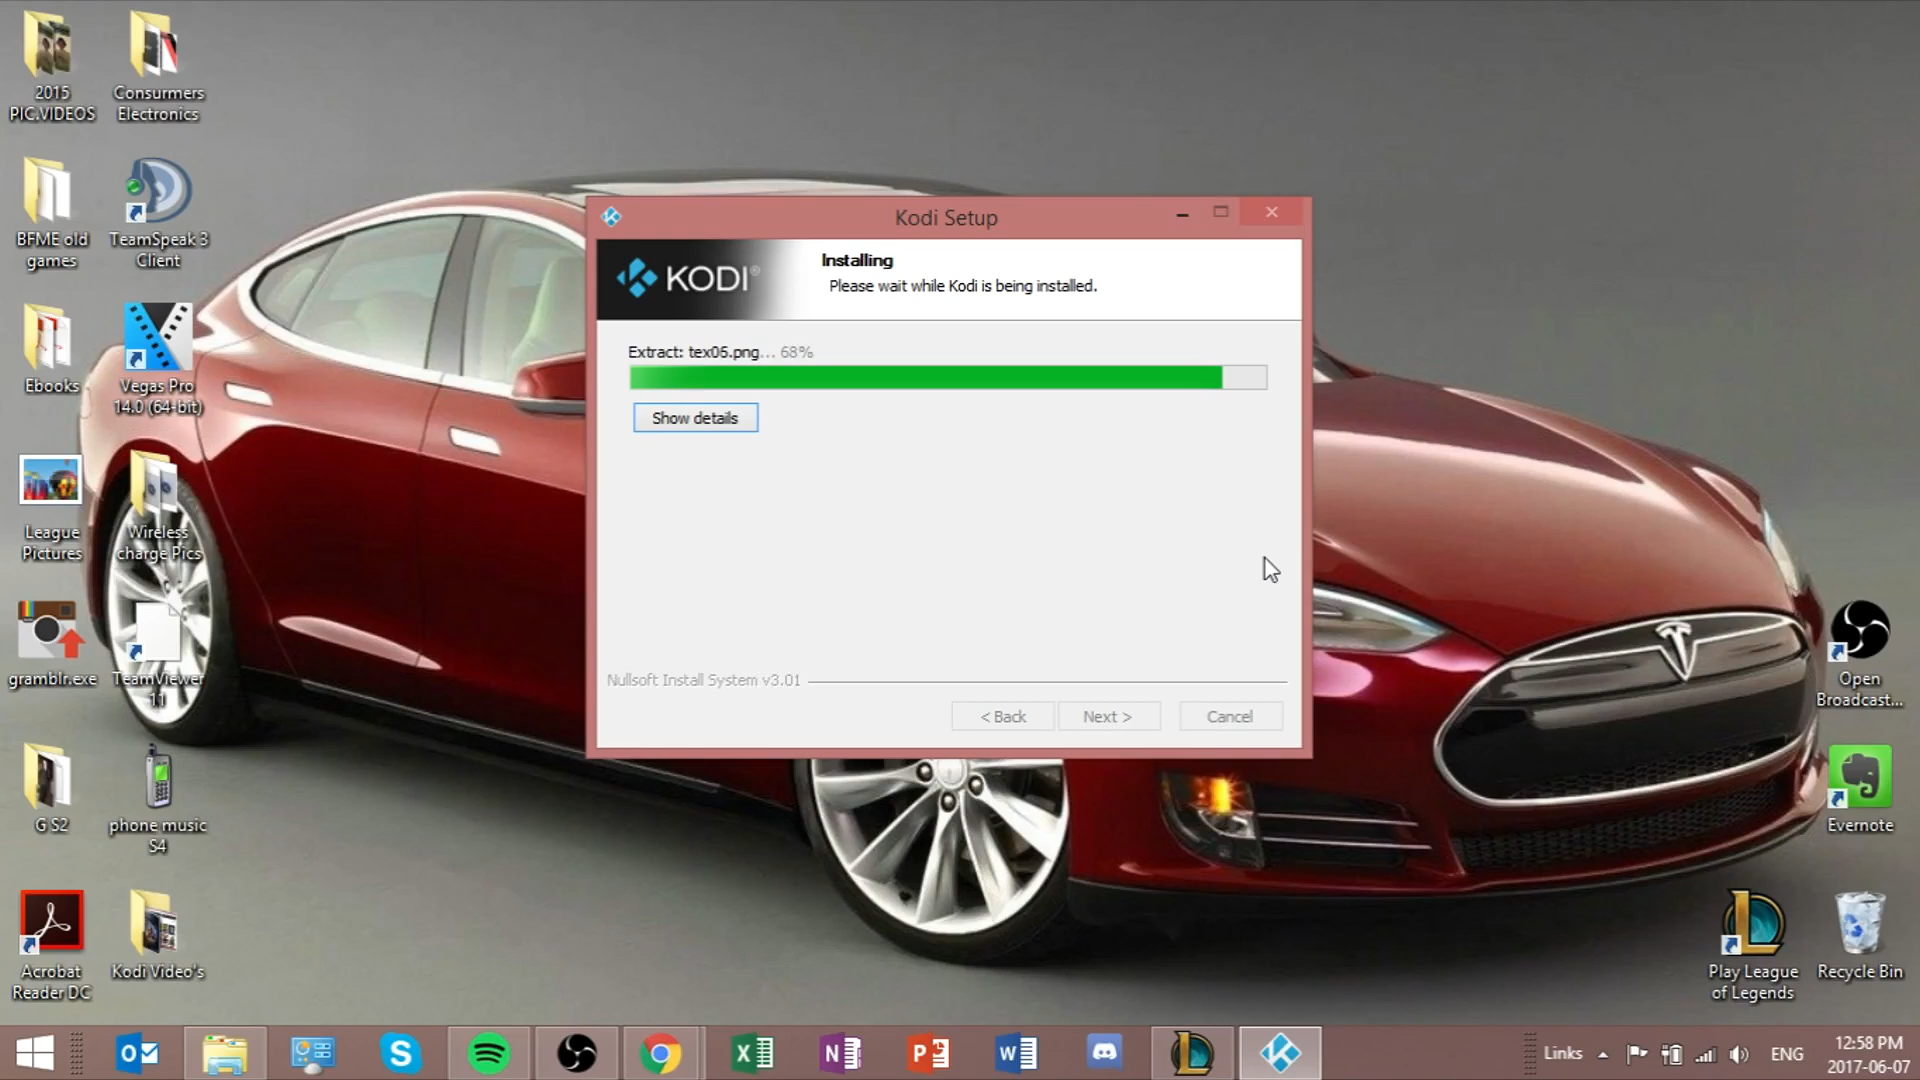 2015
PIC.VIDEOS
Consurmers
Electronics
BFME old
games
TeamSpeak 3
Client
Ebooks
Vegas Pro
14.0 (64-bit)
League
Pictures
Wireless
charge Pics
gramblr.exe
TeamViewer
11
G S2
phone music
S4
Acrobat
Reader DC
Kodi Video's
Kodi Setup
KODI®
Installing
Please wait while Kodi is being installed.
Extract: tex05.png... 68%
Show details
Nullsoft Install System v3.01
< Back
Next >
Cancel
Open
Broadcast...
Evernote
Play League
of Legends
Recycle Bin
Links
ENG
12:58 PM
2017-06-07